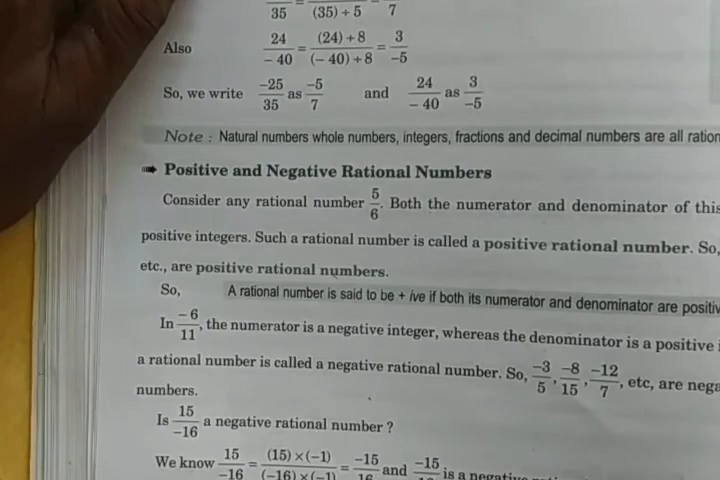 35 = (35) ÷ 5 = 7
Also 24/-40 = (24) ÷ 8/(-40) ÷ 8 = 3/-5
So, we write -25/35 as -5/7 and 24/-40 as 3/-5
Note : Natural numbers whole numbers, integers, fractions and decimal numbers are all ration
➠ Positive and Negative Rational Numbers
Consider any rational number 5/6. Both the numerator and denominator of this
positive integers. Such a rational number is called a positive rational number. So,
etc., are positive rational numbers.
So, A rational number is said to be + ive if both its numerator and denominator are positiv
In -6/11, the numerator is a negative integer, whereas the denominator is a positive i
a rational number is called a negative rational number. So, -3/5, -8/15, -12/7, etc, are nega
numbers.
Is 15/-16 a negative rational number ?
We know 15/-16 = (15) × (-1)/(-16) × (-1) = -15/16 and -15/16 is a negative